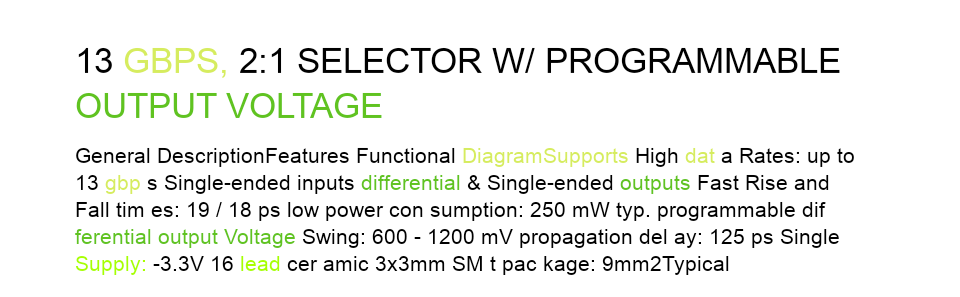 13 GBPS, 2:1 SELECTOR W/ PROGRAMMABLE
OUTPUT VOLTAGE
General DescriptionFeatures Functional DiagramSupports High dat a Rates: up to
13 gbp s Single-ended inputs differential & Single-ended outputs Fast Rise and
Fall tim es: 19 / 18 ps low power con sumption: 250 mW typ. programmable dif
ferential output Voltage Swing: 600 - 1200 mV propagation del ay: 125 ps Single
Supply: -3.3V 16 lead cer amic 3x3mm SM t pac kage: 9mm2Typical